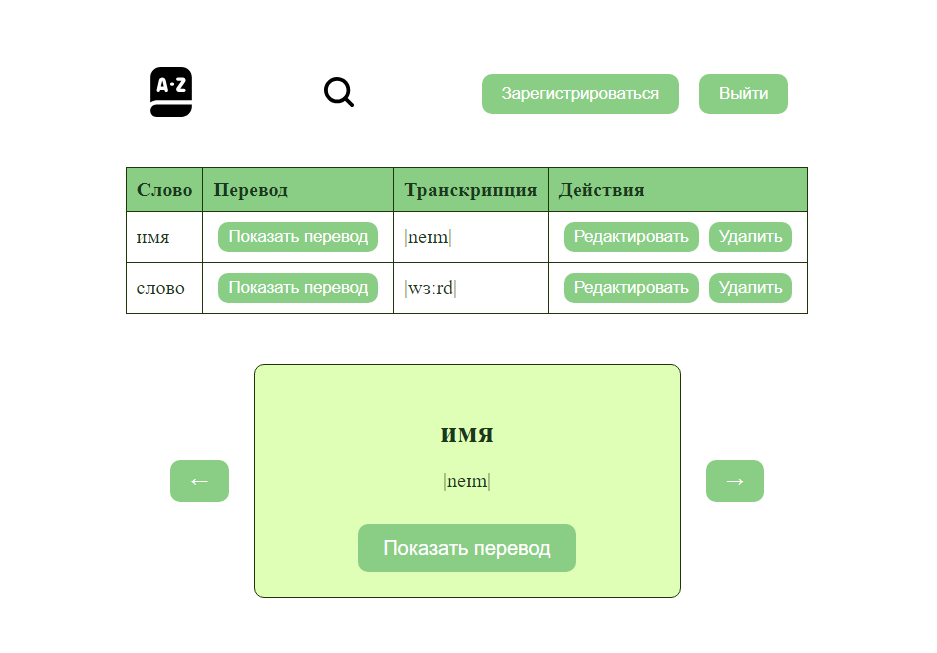 A·Z
Зарегистрироваться Выйти
Слово Перевод Транскрипция Действия
имя Показать перевод |neɪm| Редактировать Удалить
слово Показать перевод |wɜːrd| Редактировать Удалить
имя
|neɪm|
← →
Показать перевод